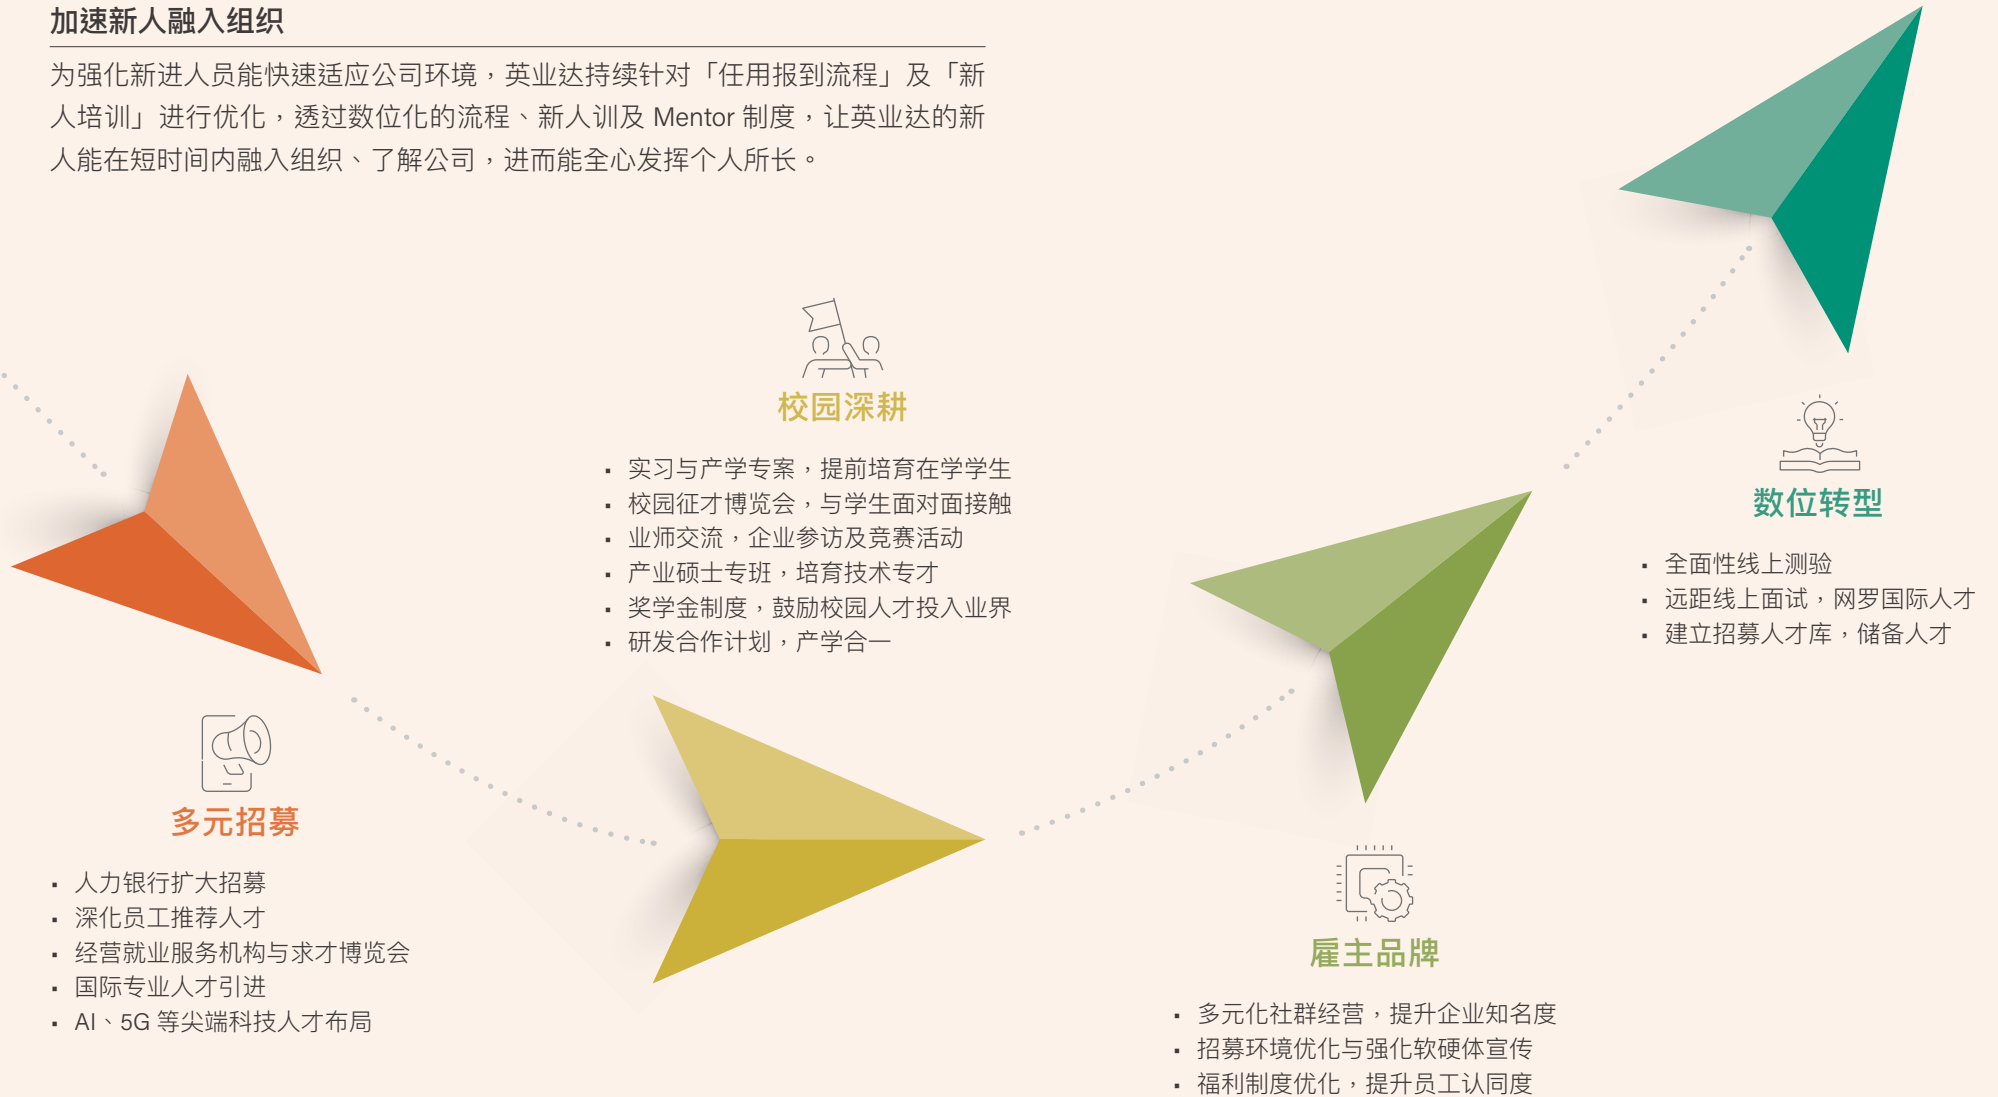 加速新人融入组织
为强化新进人员能快速适应公司环境，英业达持续针对「任用报到流程」及「新
人培训」进行优化，透过数位化的流程、新人训及 Mentor 制度，让英业达的新
人能在短时间内融入组织、了解公司，进而能全心发挥个人所长。
多元招募
▪ 人力银行扩大招募
▪ 深化员工推荐人才
▪ 经营就业服务机构与求才博览会
▪ 国际专业人才引进
▪ AI、5G 等尖端科技人才布局
校园深耕
▪ 实习与产学专案，提前培育在学学生
▪ 校园征才博览会，与学生面对面接触
▪ 业师交流，企业参访及竞赛活动
▪ 产业硕士专班，培育技术专才
▪ 奖学金制度，鼓励校园人才投入业界
▪ 研发合作计划，产学合一
雇主品牌
▪ 多元化社群经营，提升企业知名度
▪ 招募环境优化与强化软硬体宣传
▪ 福利制度优化，提升员工认同度
数位转型
▪ 全面性线上测验
▪ 远距线上面试，网罗国际人才
▪ 建立招募人才库，储备人才